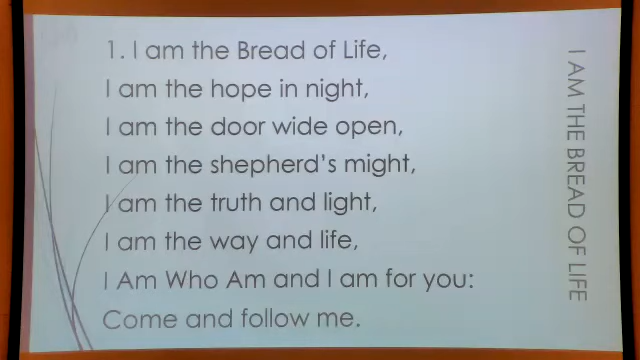 1. I am the Bread of Life,
I am the hope in night,
I am the door wide open,
I am the shepherd's might,
I am the truth and light,
I am the way and life,
I Am Who Am and I am for you:
Come and follow me.
I AM THE BREAD OF LIFE